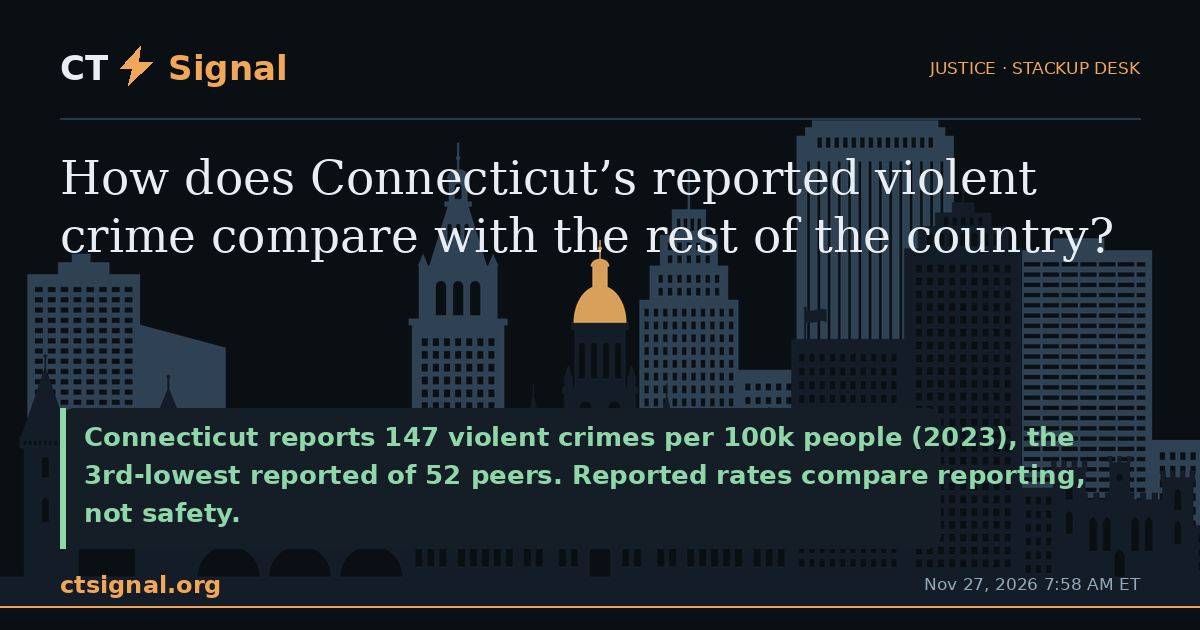 CT Signal
JUSTICE · STACKUP DESK
How does Connecticut’s reported violent
crime compare with the rest of the country?
Connecticut reports 147 violent crimes per 100k people (2023), the
3rd-lowest reported of 52 peers. Reported rates compare reporting,
not safety.
ctsignal.org
Nov 27, 2026 7:58 AM ET